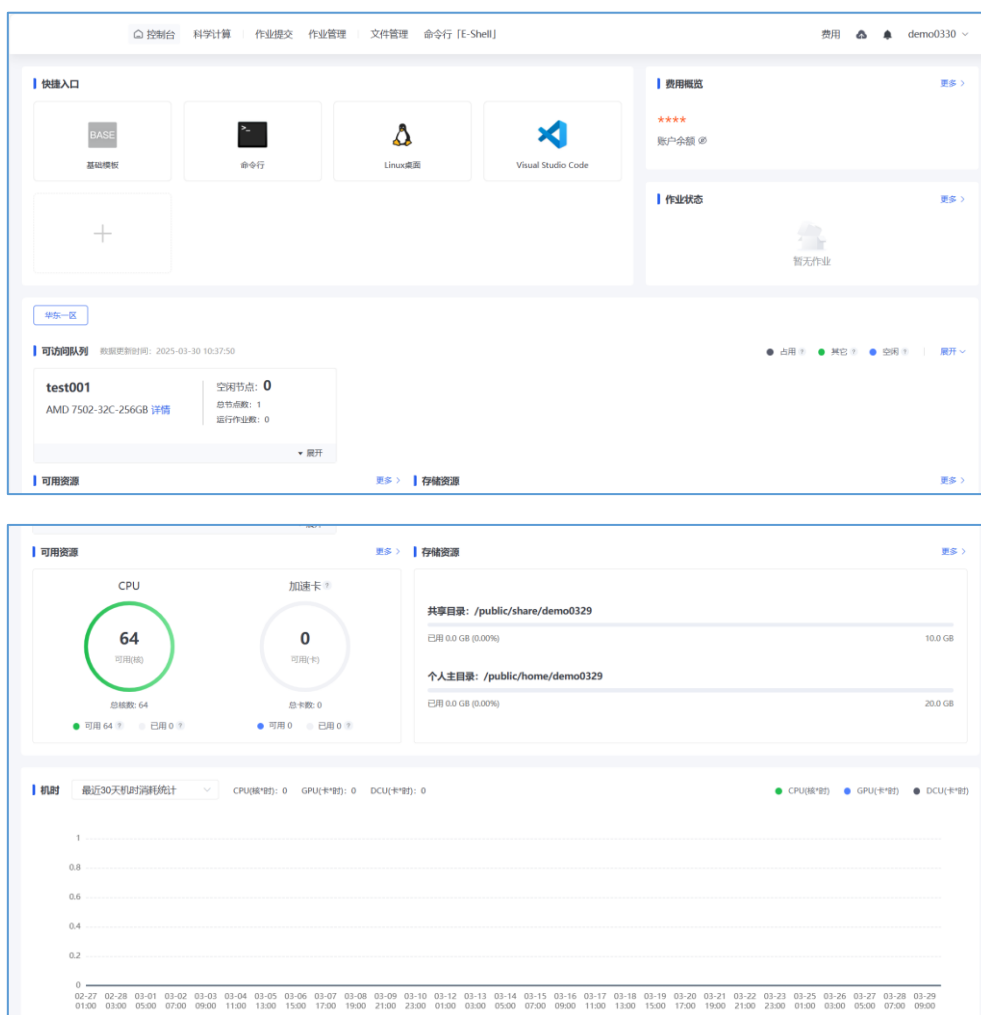 控制台 科学计算 作业提交 作业管理 文件管理 命令行「E-Shell」 费用 demo0330
快捷入口
BASE
基础模板
命令行
Linux桌面
Visual Studio Code
费用概览 更多
****
账户余额
作业状态 更多
暂无作业
华东一区
可访问队列 数据更新时间：2025-03-30 10:37:50 占用 其它 空闲 展开
test001
AMD 7502-32C-256GB 详情
空闲节点：0
总节点数：1
运行作业数：0
展开
可用资源 更多
存储资源 更多
可用资源 更多
存储资源 更多
CPU
64
可用(核)
总核数: 64
可用 64 已用 0
加速卡
0
可用(卡)
总卡数: 0
可用 0 已用 0
共享目录：/public/share/demo0329
已用 0.0 GB (0.00%) 10.0 GB
个人主目录：/public/home/demo0329
已用 0.0 GB (0.00%) 20.0 GB
机时 最近30天机时消耗统计 CPU(核*时)：0 GPU(卡*时)：0 DCU(卡*时)：0 CPU(核*时) GPU(卡*时) DCU(卡*时)
1
0.8
0.6
0.4
0.2
0
02-27 02-28 03-01 03-02 03-03 03-04 03-05 03-06 03-07 03-08 03-09 03-10 03-12 03-13 03-14 03-15 03-16 03-17 03-18 03-19 03-20 03-21 03-22 03-23 03-25 03-26 03-27 03-28 03-29
01:00 03:00 05:00 07:00 09:00 11:00 13:00 15:00 17:00 19:00 21:00 23:00 01:00 03:00 05:00 07:00 09:00 11:00 13:00 15:00 17:00 19:00 21:00 23:00 01:00 03:00 05:00 07:00 09:00